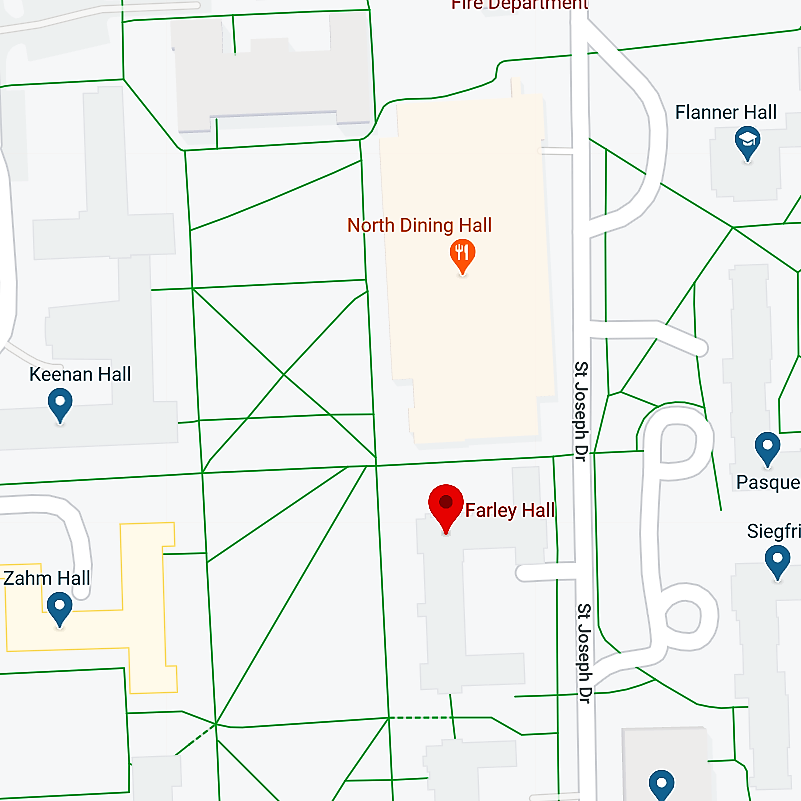 Fire Department
Flanner Hall
North Dining Hall
Keenan Hall
St Joseph Dr
Pasque
Farley Hall
Siegfri
Zahm Hall
St Joseph Dr